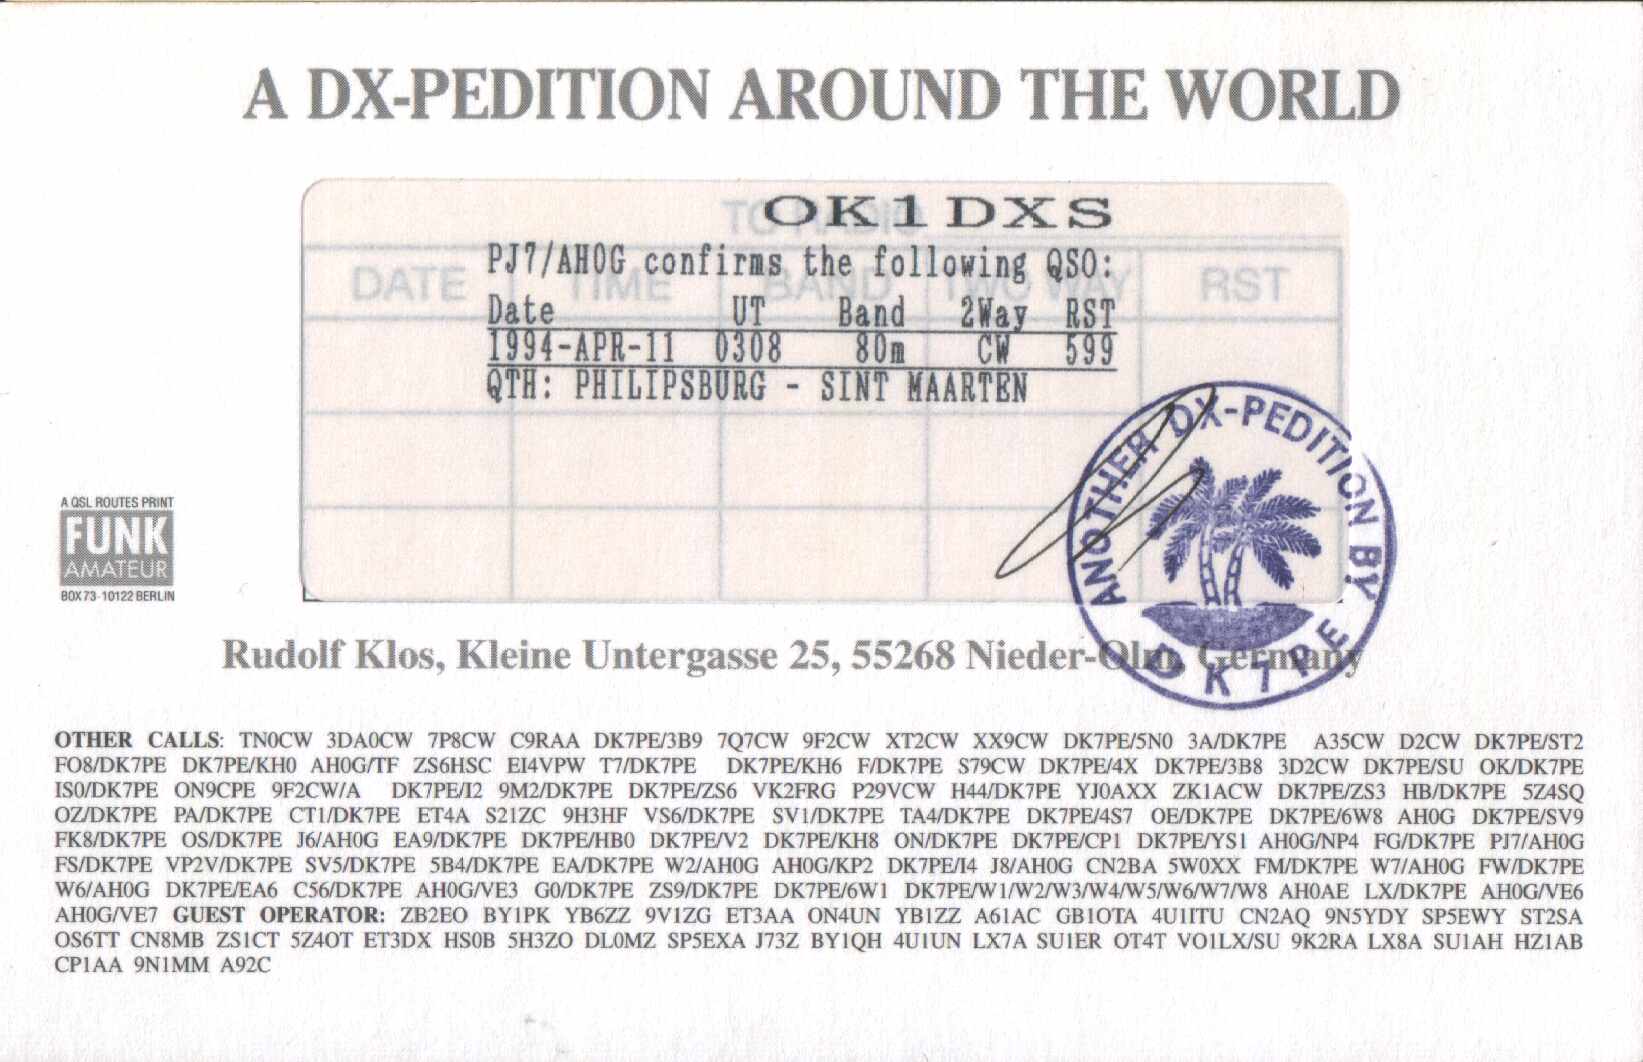 A DX-PEDITION AROUND THE WORLD
TO RADIO
OK1DXS
PJ7/AH0G confirms the following QSO:
DATE TIME BAND TWO WAY RST
Date UT Band 2Way RST
1994-APR-11 0308 80m CW 599
QTH: PHILIPSBURG - SINT MAARTEN
ANOTHER DX-PEDITION BY
DK7PE
A QSL ROUTES PRINT
FUNK
AMATEUR
BOX 73 · 10122 BERLIN
Rudolf Klos, Kleine Untergasse 25, 55268 Nieder-Olm, Germany
OTHER CALLS: TN0CW 3DA0CW 7P8CW C9RAA DK7PE/3B9 7Q7CW 9F2CW XT2CW XX9CW DK7PE/5N0 3A/DK7PE A35CW D2CW DK7PE/ST2
FO8/DK7PE DK7PE/KH0 AH0G/TF ZS6HSC EI4VPW T7/DK7PE DK7PE/KH6 F/DK7PE S79CW DK7PE/4X DK7PE/3B8 3D2CW DK7PE/SU OK/DK7PE
IS0/DK7PE ON9CPE 9F2CW/A DK7PE/I2 9M2/DK7PE DK7PE/ZS6 VK2FRG P29VCW H44/DK7PE YJ0AXX ZK1ACW DK7PE/ZS3 HB/DK7PE 5Z4SQ
OZ/DK7PE PA/DK7PE CT1/DK7PE ET4A S21ZC 9H3HF VS6/DK7PE SV1/DK7PE TA4/DK7PE DK7PE/4S7 OE/DK7PE DK7PE/6W8 AH0G DK7PE/SV9
FK8/DK7PE OS/DK7PE J6/AH0G EA9/DK7PE DK7PE/HB0 DK7PE/V2 DK7PE/KH8 ON/DK7PE DK7PE/CP1 DK7PE/YS1 AH0G/NP4 FG/DK7PE PJ7/AH0G
FS/DK7PE VP2V/DK7PE SV5/DK7PE 5B4/DK7PE EA/DK7PE W2/AH0G AH0G/KP2 DK7PE/I4 J8/AH0G CN2BA 5W0XX FM/DK7PE W7/AH0G FW/DK7PE
W6/AH0G DK7PE/EA6 C56/DK7PE AH0G/VE3 G0/DK7PE ZS9/DK7PE DK7PE/6W1 DK7PE/W1/W2/W3/W4/W5/W6/W7/W8 AH0AE LX/DK7PE AH0G/VE6
AH0G/VE7 GUEST OPERATOR: ZB2EO BY1PK YB6ZZ 9V1ZG ET3AA ON4UN YB1ZZ A61AC GB1OTA 4U1ITU CN2AQ 9N5YDY SP5EWY ST2SA
OS6TT CN8MB ZS1CT 5Z4OT ET3DX HS0B 5H3ZO DL0MZ SP5EXA J73Z BY1QH 4U1UN LX7A SU1ER OT4T VO1LX/SU 9K2RA LX8A SU1AH HZ1AB
CP1AA 9N1MM A92C